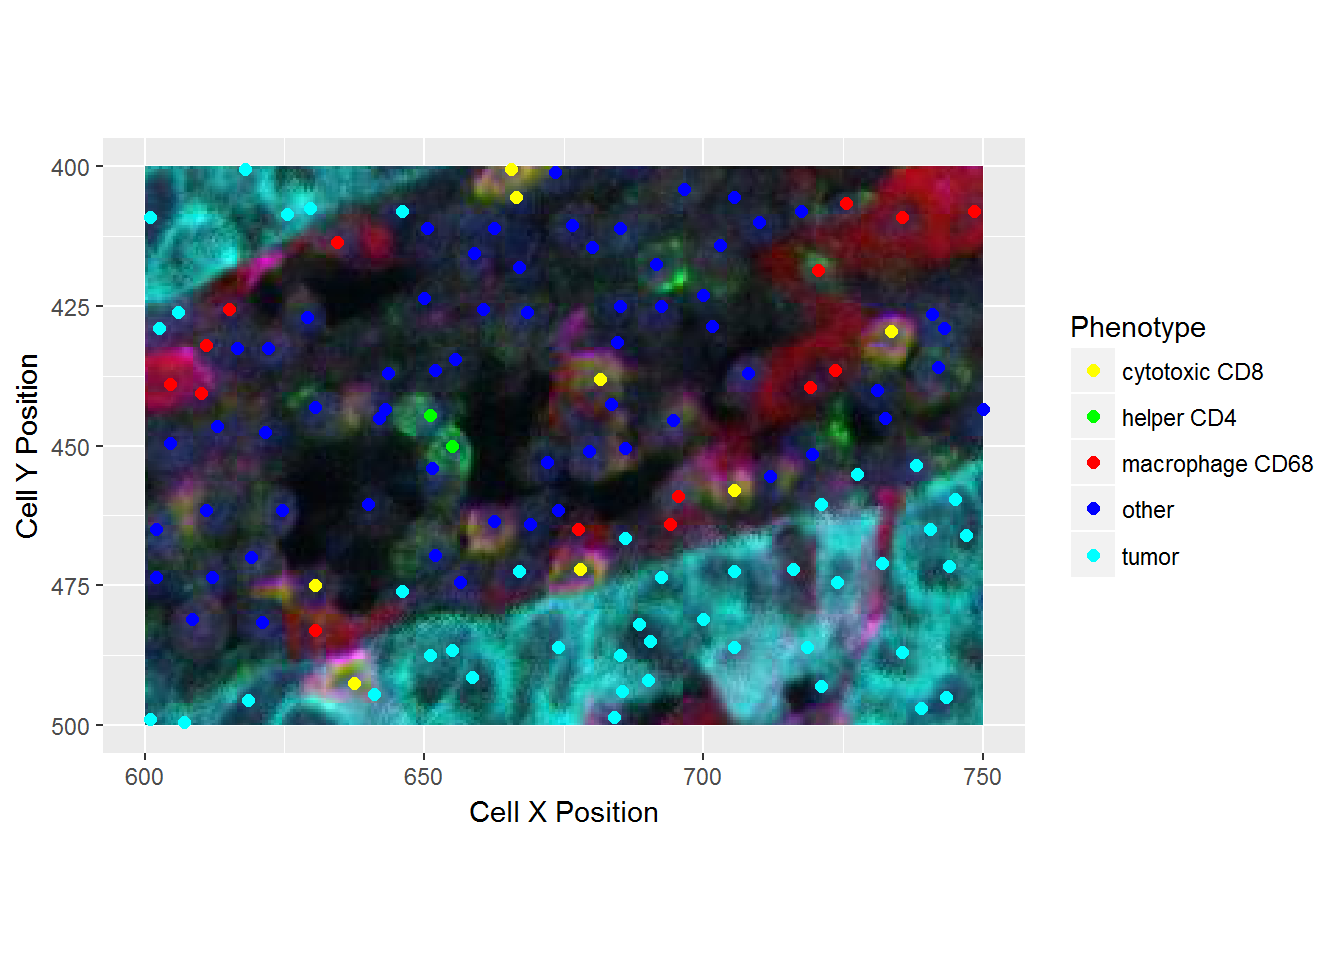 400
425
450
475
500
Cell Y Position
600
650
700
750
Cell X Position
Phenotype
cytotoxic CD8
helper CD4
macrophage CD68
other
tumor